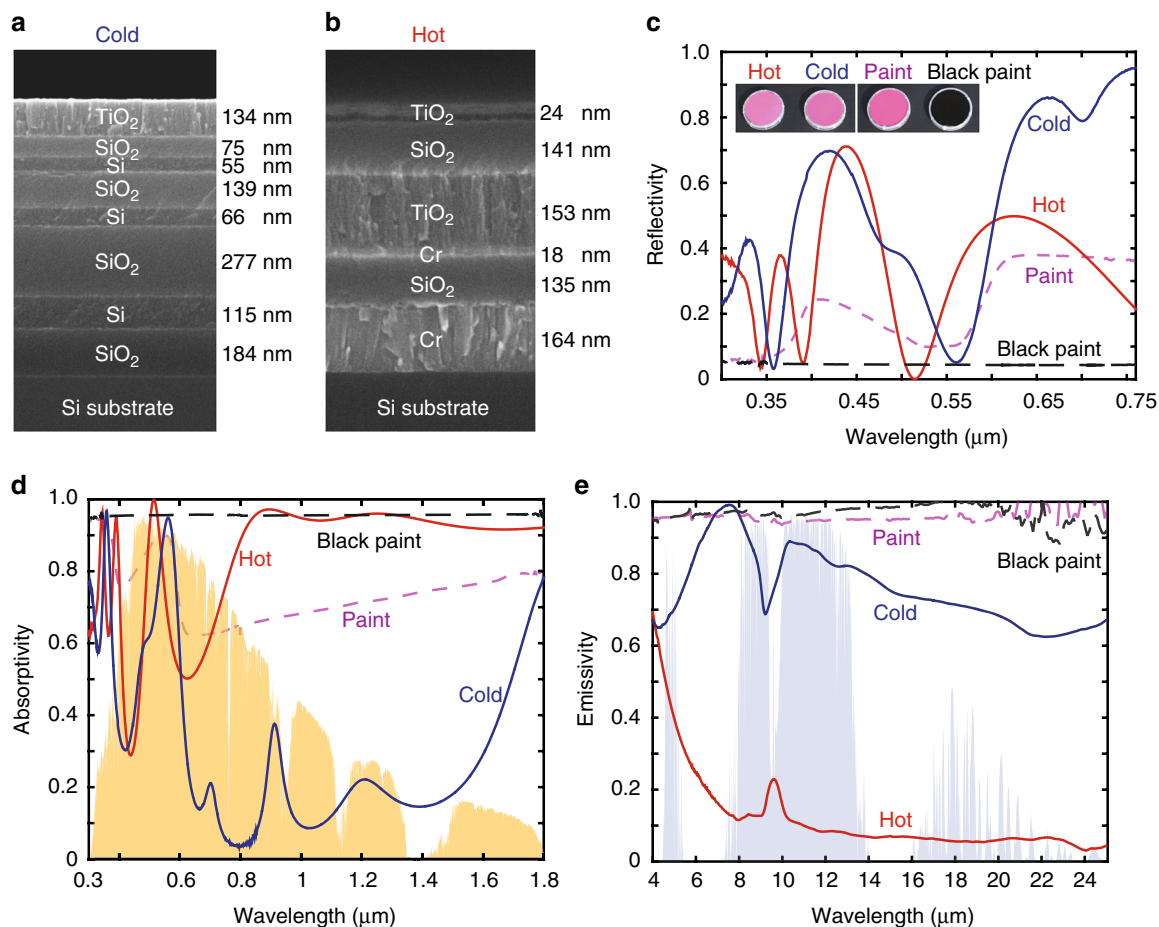 a
Cold
TiO₂ 134 nm
SiO₂ 75 nm
Si 55 nm
SiO₂ 139 nm
Si 66 nm
SiO₂ 277 nm
Si 115 nm
SiO₂ 184 nm
Si substrate
b
Hot
TiO₂ 24 nm
SiO₂ 141 nm
TiO₂ 153 nm
Cr 18 nm
SiO₂ 135 nm
Cr 164 nm
Si substrate
c
1.0
0.8
0.6
0.4
0.2
0
Reflectivity
Hot Cold Paint Black paint
Cold
Hot
Paint
Black paint
0.35 0.45 0.55 0.65 0.75
Wavelength (μm)
d
1.0
0.8
0.6
0.4
0.2
0
Absorptivity
Black paint
Hot
Paint
Cold
0.3 0.6 0.8 1 1.2 1.4 1.6 1.8
Wavelength (μm)
e
1.0
0.8
0.6
0.4
0.2
0
Emissivity
Paint
Black paint
Cold
Hot
4 6 8 10 12 14 16 18 20 22 24
Wavelength (μm)